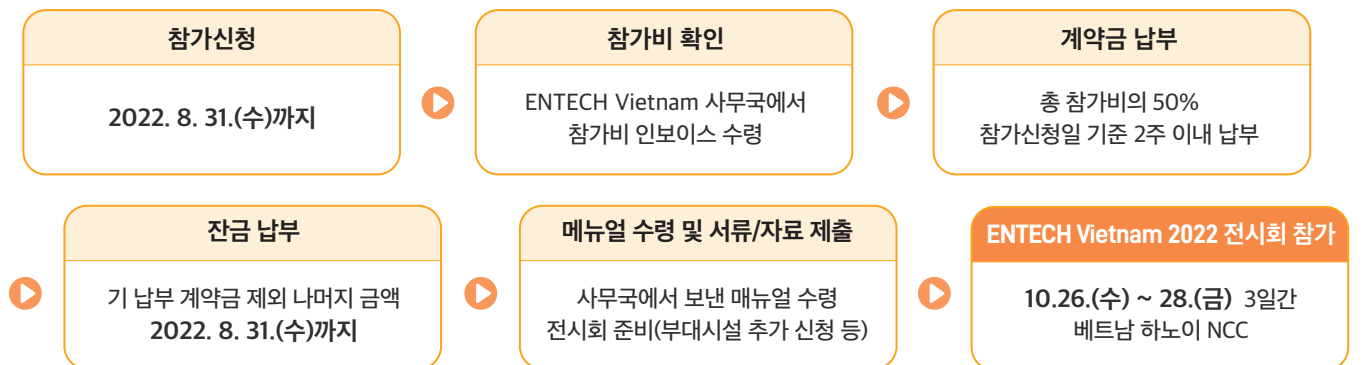 참가신청
2022. 8. 31.(수)까지
참가비 확인
ENTECH Vietnam 사무국에서
참가비 인보이스 수령
계약금 납부
총 참가비의 50%
참가신청일 기준 2주 이내 납부
잔금 납부
기 납부 계약금 제외 나머지 금액
2022. 8. 31.(수)까지
메뉴얼 수령 및 서류/자료 제출
사무국에서 보낸 매뉴얼 수령
전시회 준비(부대시설 추가 신청 등)
ENTECH Vietnam 2022 전시회 참가
10.26.(수) ~ 28.(금) 3일간
베트남 하노이 NCC